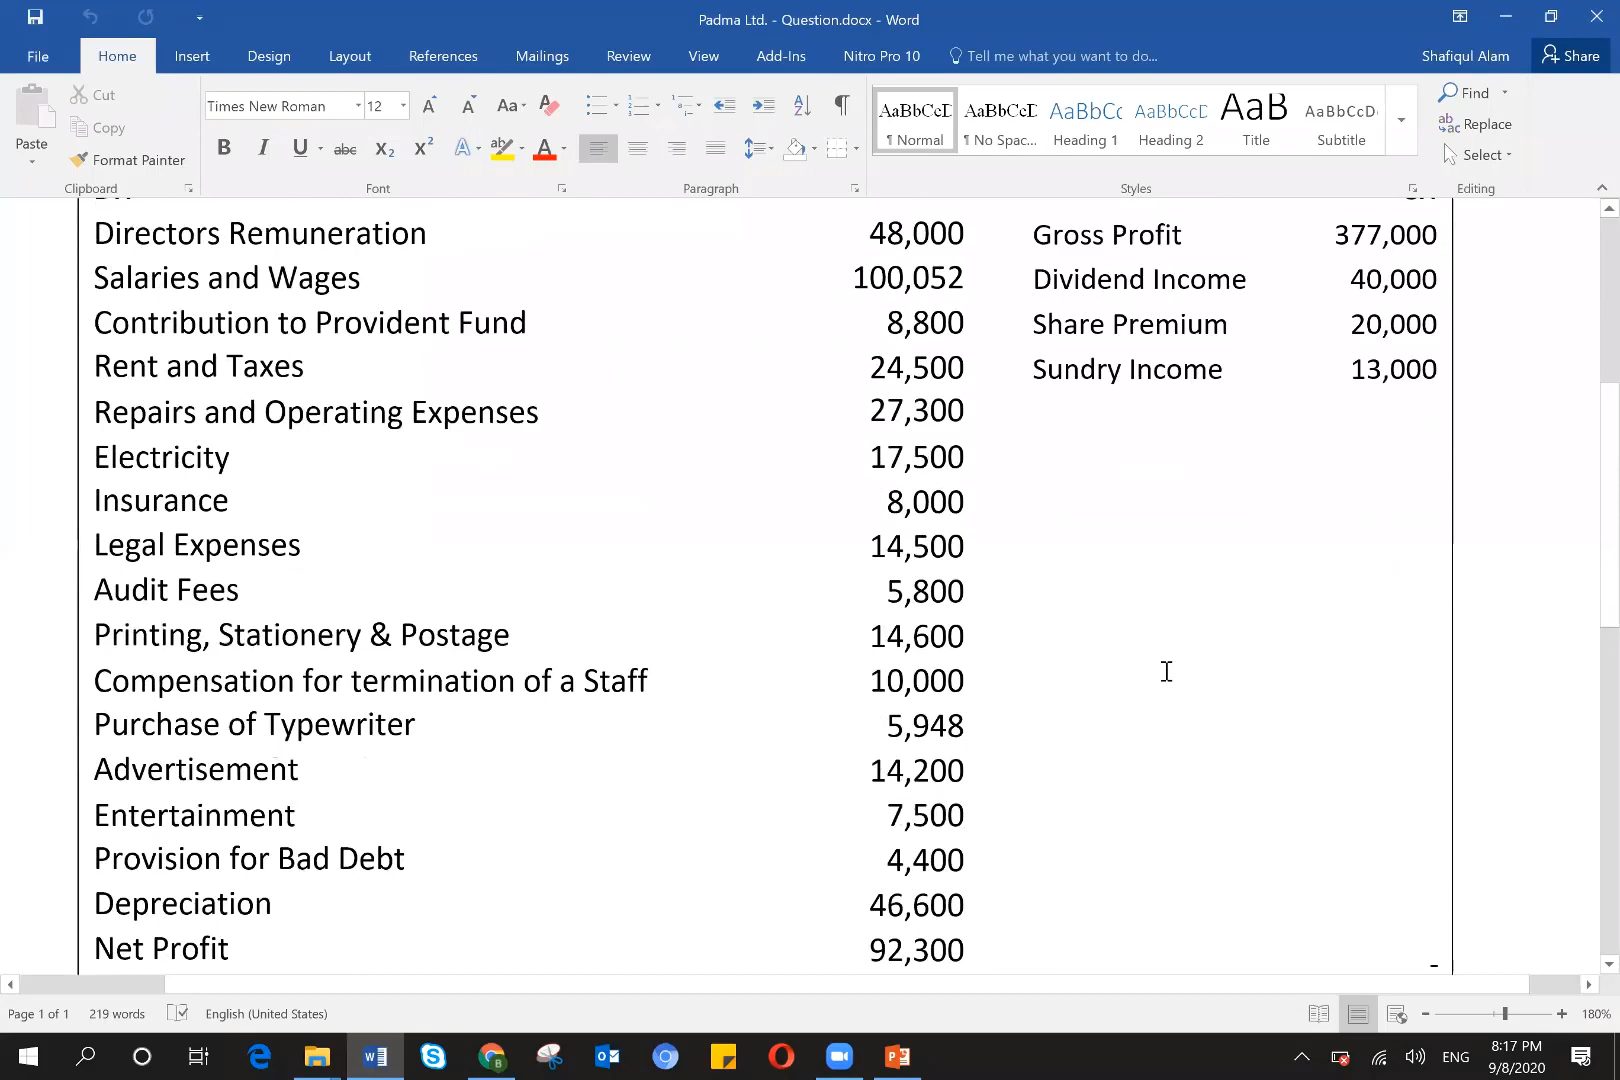 Padma Ltd. - Question.docx - Word
File Home Insert Design Layout References Mailings Review View Add-Ins Nitro Pro 10 Tell me what you want to do... Shafiqul Alam Share
Paste
Cut
Copy
Format Painter
Clipboard
Times New Roman 12
Font
Paragraph
AaBbCcD AaBbCcD AaBbCc AaBbCcD AaB AaBbCcD
¶ Normal ¶ No Spac... Heading 1 Heading 2 Title Subtitle
Styles
Find
Replace
Select
Editing
Directors Remuneration 48,000 Gross Profit 377,000
Salaries and Wages 100,052 Dividend Income 40,000
Contribution to Provident Fund 8,800 Share Premium 20,000
Rent and Taxes 24,500 Sundry Income 13,000
Repairs and Operating Expenses 27,300
Electricity 17,500
Insurance 8,000
Legal Expenses 14,500
Audit Fees 5,800
Printing, Stationery & Postage 14,600
Compensation for termination of a Staff 10,000
Purchase of Typewriter 5,948
Advertisement 14,200
Entertainment 7,500
Provision for Bad Debt 4,400
Depreciation 46,600
Net Profit 92,300
Page 1 of 1 219 words English (United States) 180%
ENG 8:17 PM
9/8/2020